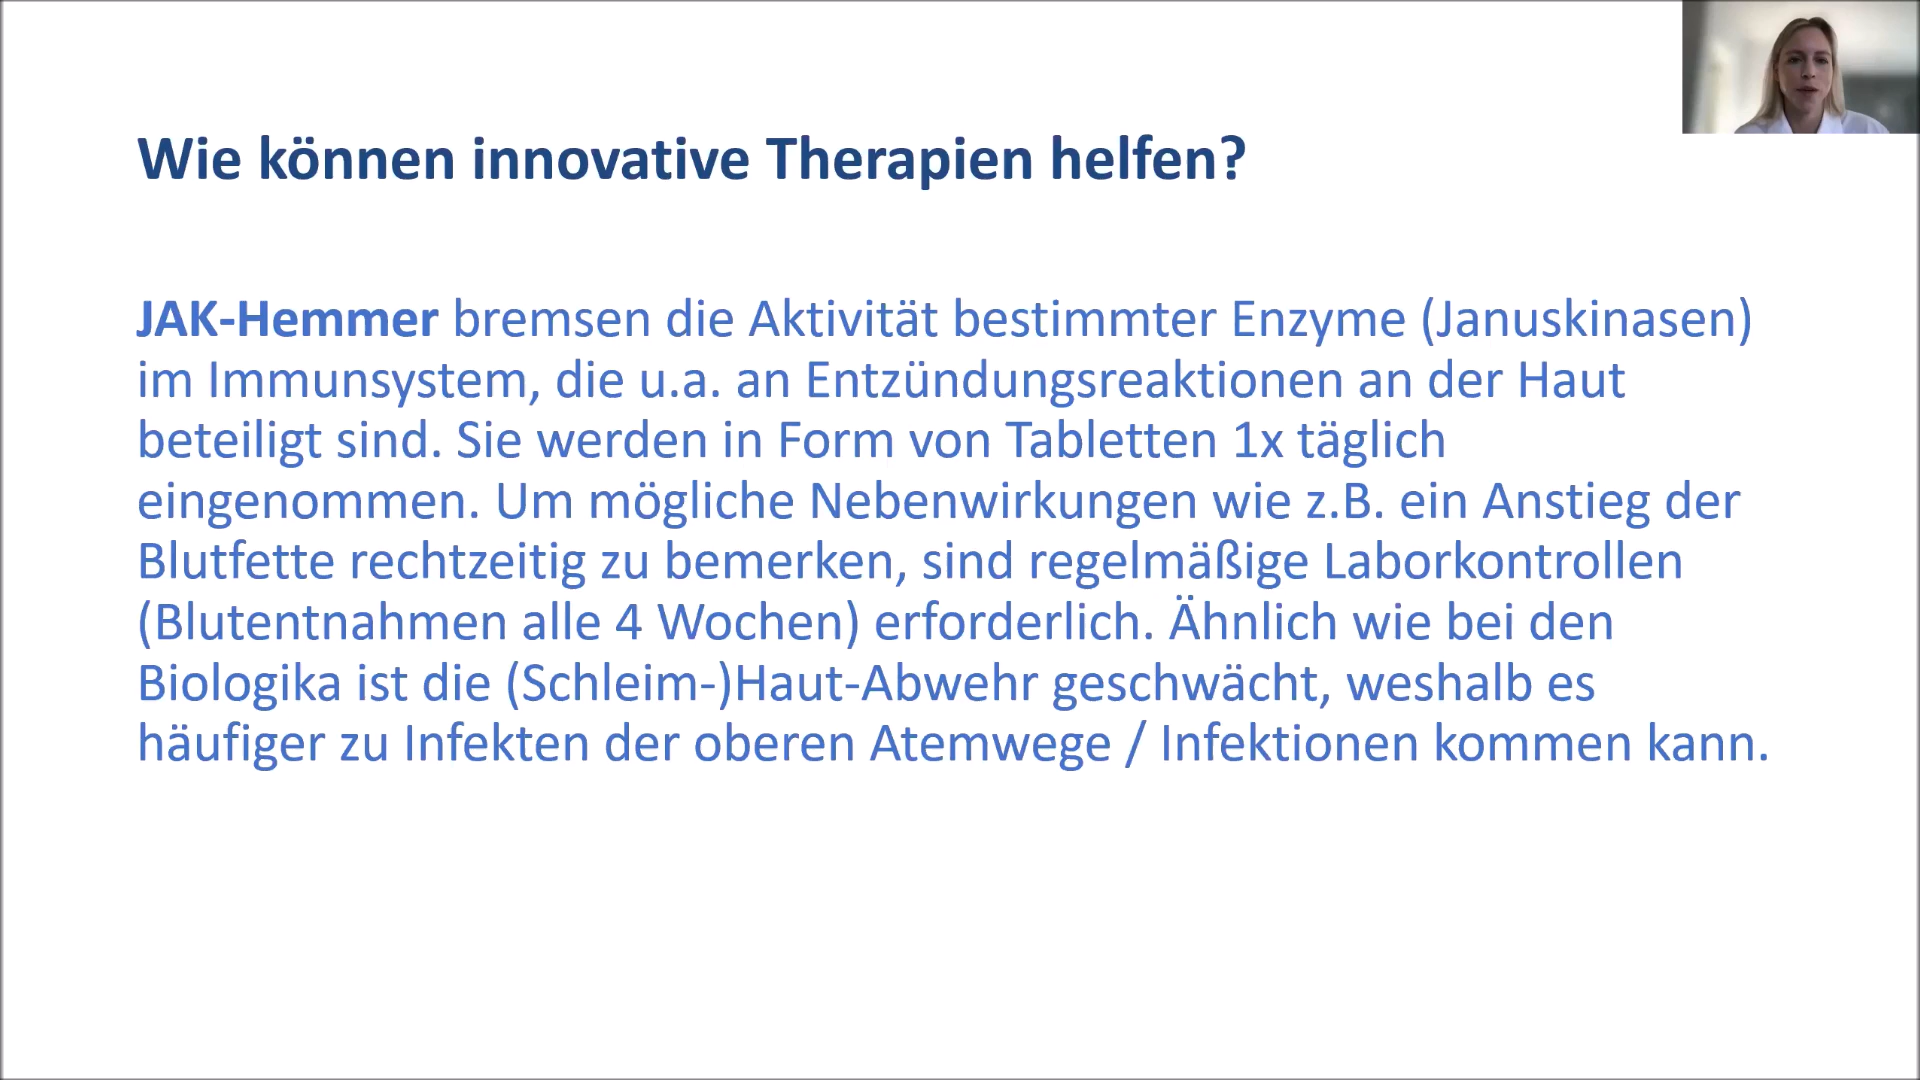 Wie können innovative Therapien helfen?
JAK-Hemmer bremsen die Aktivität bestimmter Enzyme (Januskinasen)
im Immunsystem, die u.a. an Entzündungsreaktionen an der Haut
beteiligt sind. Sie werden in Form von Tabletten 1x täglich
eingenommen. Um mögliche Nebenwirkungen wie z.B. ein Anstieg der
Blutfette rechtzeitig zu bemerken, sind regelmäßige Laborkontrollen
(Blutentnahmen alle 4 Wochen) erforderlich. Ähnlich wie bei den
Biologika ist die (Schleim-)Haut-Abwehr geschwächt, weshalb es
häufiger zu Infekten der oberen Atemwege / Infektionen kommen kann.